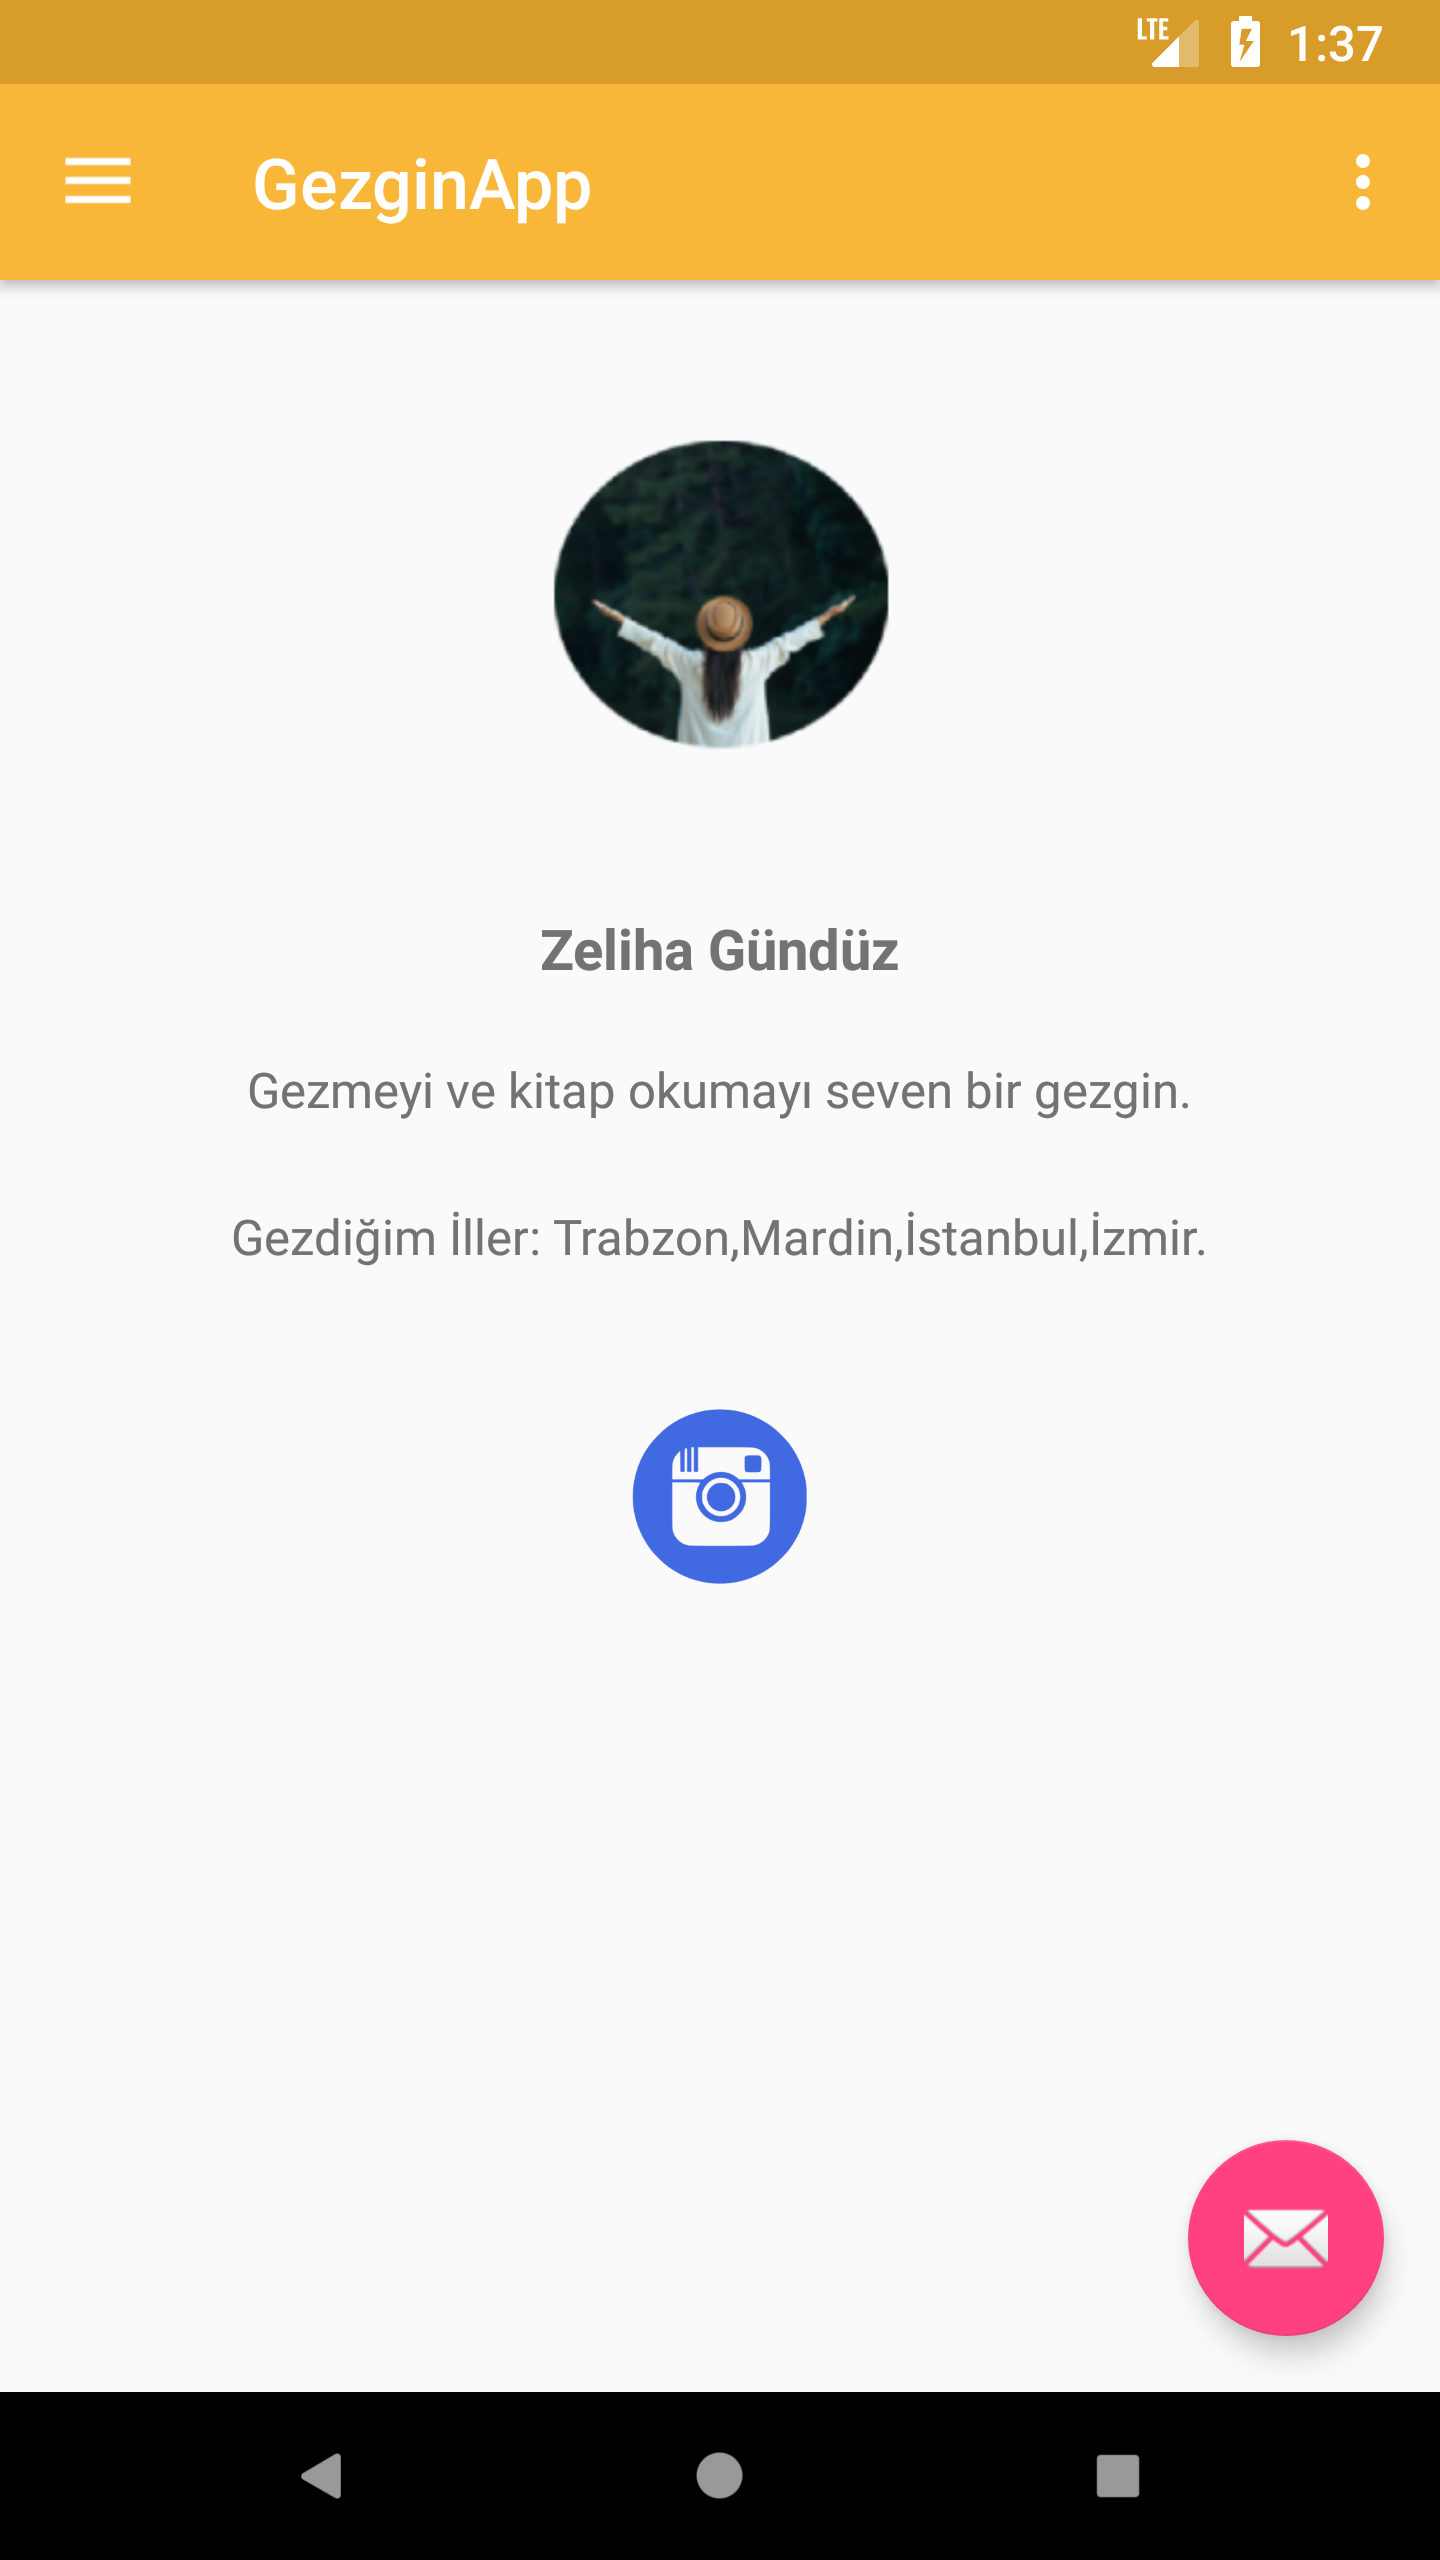 LTE 1:37
GezginApp
Zeliha Gündüz
Gezmeyi ve kitap okumayı seven bir gezgin.
Gezdiğim İller: Trabzon,Mardin,İstanbul,İzmir.